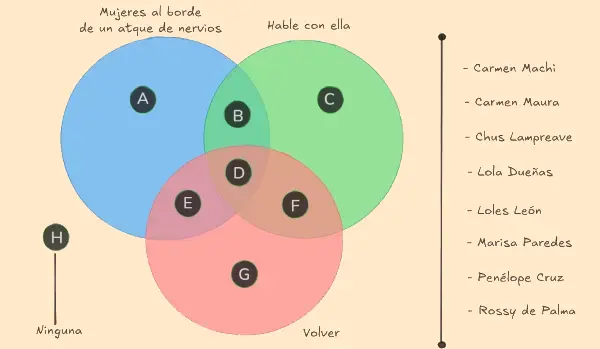 Mujeres al borde
de un atque de nervios
Hable con ella
A
B
C
D
E
F
G
H
Ninguna
Volver
- Carmen Machi
- Carmen Maura
- Chus Lampreave
- Lola Dueñas
- Loles León
- Marisa Paredes
- Penélope Cruz
- Rossy de Palma